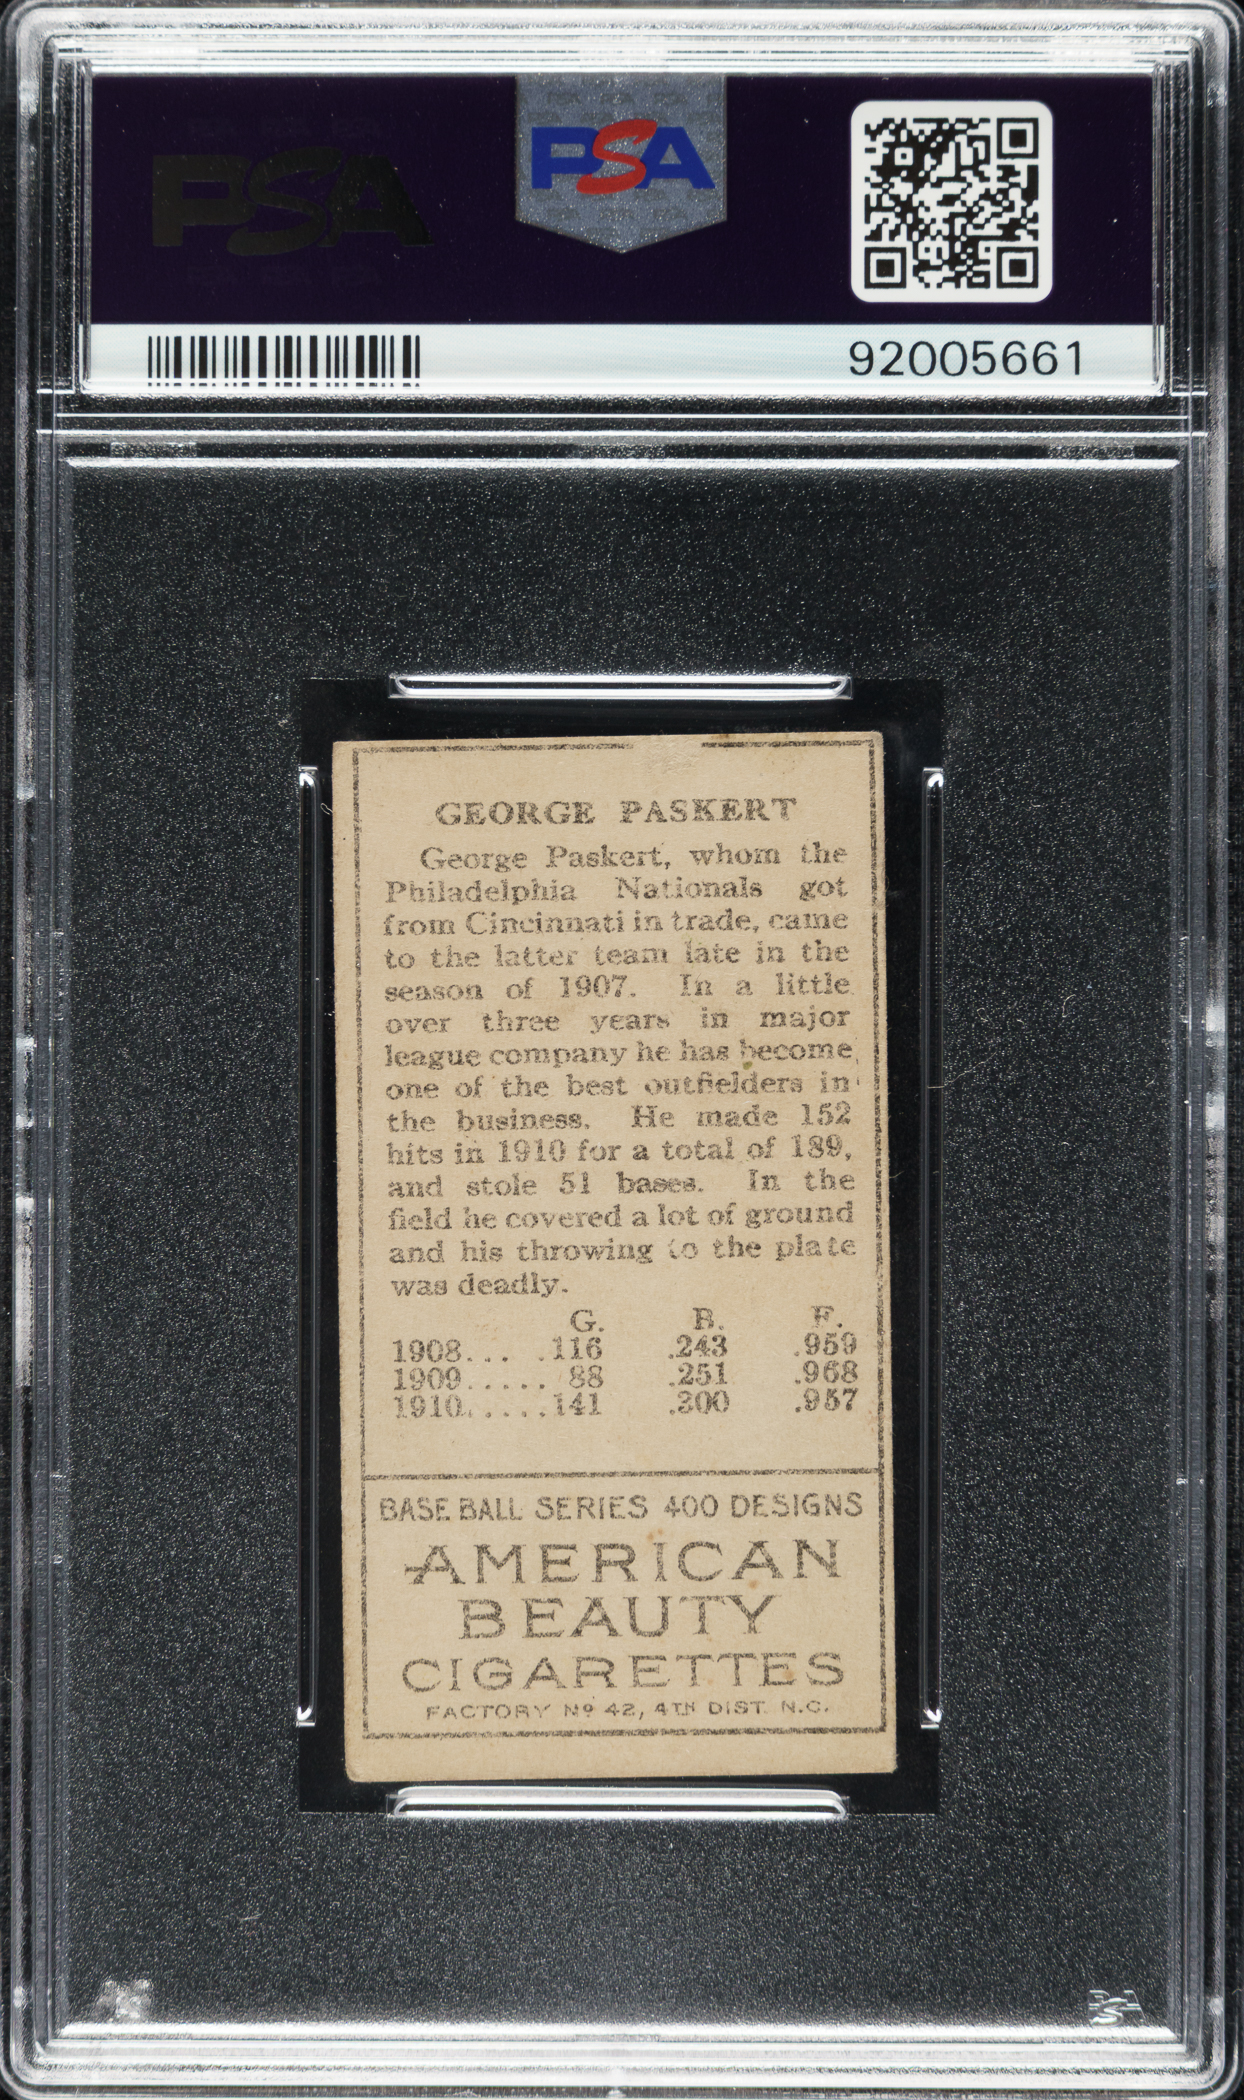 PSA
PSA
92005661
GEORGE PASKERT
George Paskert, whom the
Philadelphia Nationals got
from Cincinnati in trade, came
to the latter team late in the
season of 1907. In a little
over three years in major
league company he has become
one of the best outfielders in
the business. He made 152
hits in 1910 for a total of 189,
and stole 51 bases. In the
field he covered a lot of ground
and his throwing to the plate
was deadly.
G. B. F.
1908.... .116 .243 .959
1909..... 88 .251 .968
1910.....141 .300 .957
BASE BALL SERIES 400 DESIGNS
AMERICAN
BEAUTY
CIGARETTES
FACTORY Nº 42, 4TH DIST. N.C.
PSA